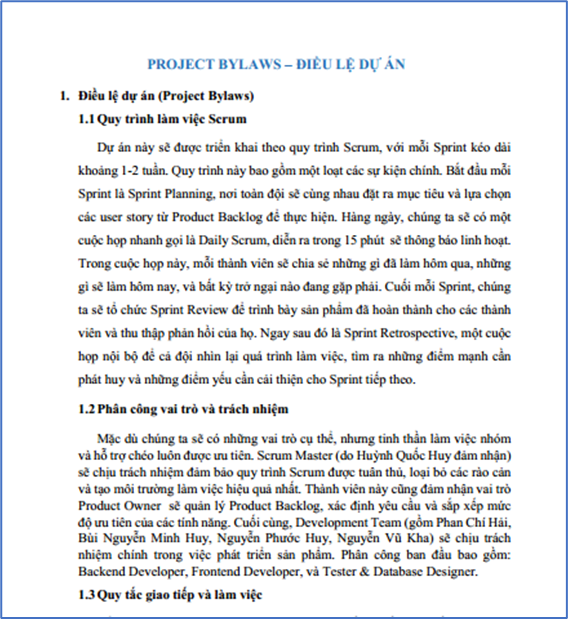 PROJECT BYLAWS – ĐIỀU LỆ DỰ ÁN
1. Điều lệ dự án (Project Bylaws)
1.1 Quy trình làm việc Scrum
Dự án này sẽ được triển khai theo quy trình Scrum, với mỗi Sprint kéo dài
khoảng 1-2 tuần. Quy trình này bao gồm một loạt các sự kiện chính. Bắt đầu mỗi
Sprint là Sprint Planning, nơi toàn đội sẽ cùng nhau đặt ra mục tiêu và lựa chọn
các user story từ Product Backlog để thực hiện. Hàng ngày, chúng ta sẽ có một
cuộc họp nhanh gọi là Daily Scrum, diễn ra trong 15 phút sẽ thông báo linh hoạt.
Trong cuộc họp này, mỗi thành viên sẽ chia sẻ những gì đã làm hôm qua, những
gì sẽ làm hôm nay, và bất kỳ trở ngại nào đang gặp phải. Cuối mỗi Sprint, chúng
ta sẽ tổ chức Sprint Review để trình bày sản phẩm đã hoàn thành cho các thành
viên và thu thập phản hồi của họ. Ngay sau đó là Sprint Retrospective, một cuộc
họp nội bộ để cả đội nhìn lại quá trình làm việc, tìm ra những điểm mạnh cần
phát huy và những điểm yếu cần cải thiện cho Sprint tiếp theo.
1.2 Phân công vai trò và trách nhiệm
Mặc dù chúng ta sẽ có những vai trò cụ thể, nhưng tinh thần làm việc nhóm
và hỗ trợ chéo luôn được ưu tiên. Scrum Master (do Huỳnh Quốc Huy đảm nhận)
sẽ chịu trách nhiệm đảm bảo quy trình Scrum được tuân thủ, loại bỏ các rào cản
và tạo môi trường làm việc hiệu quả nhất. Thành viên này cũng đảm nhận vai trò
Product Owner sẽ quản lý Product Backlog, xác định yêu cầu và sắp xếp mức
độ ưu tiên của các tính năng. Cuối cùng, Development Team (gồm Phan Chí Hải,
Bùi Nguyễn Minh Huy, Nguyễn Phước Huy, Nguyễn Vũ Kha) sẽ chịu trách
nhiệm chính trong việc phát triển sản phẩm. Phân công ban đầu bao gồm:
Backend Developer, Frontend Developer, và Tester & Database Designer.
1.3 Quy tắc giao tiếp và làm việc